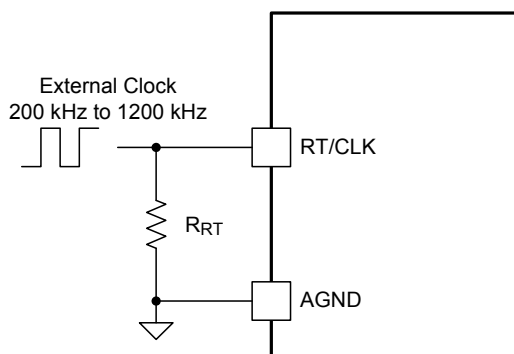 External Clock
200 kHz to 1200 kHz
RT/CLK
RRT
AGND